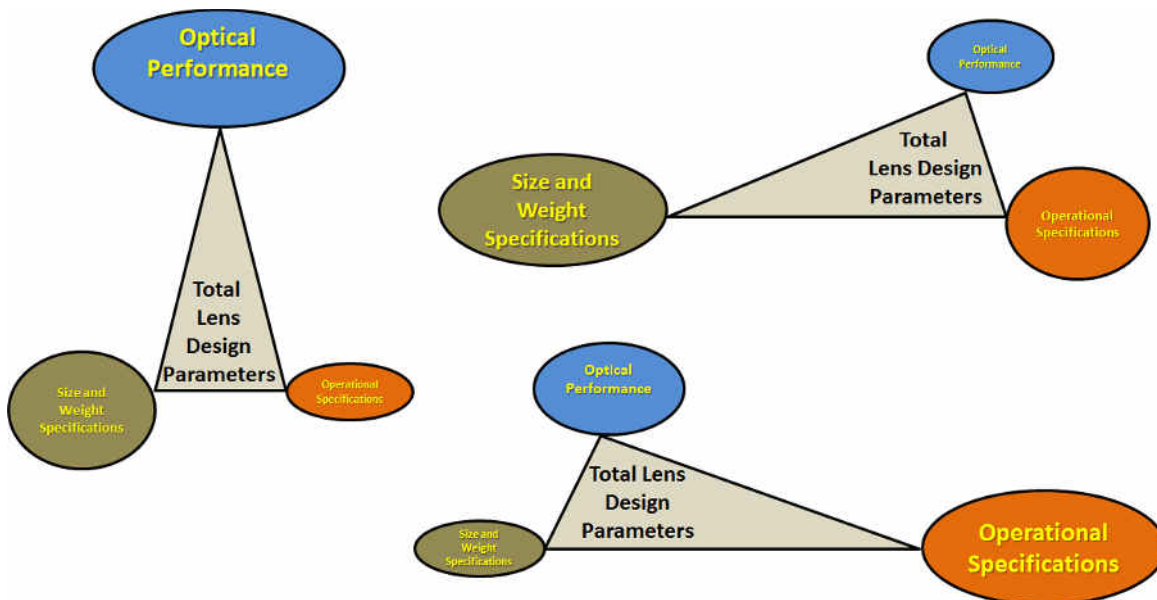 Optical
Performance
Total
Lens
Design
Parameters
Size and
Weight
Specifications
Operational
Specifications
Optical
Performance
Total
Lens Design
Parameters
Size and
Weight
Specifications
Operational
Specifications
Optical
Performance
Total Lens
Design
Parameters
Size and
Weight
Specifications
Operational
Specifications